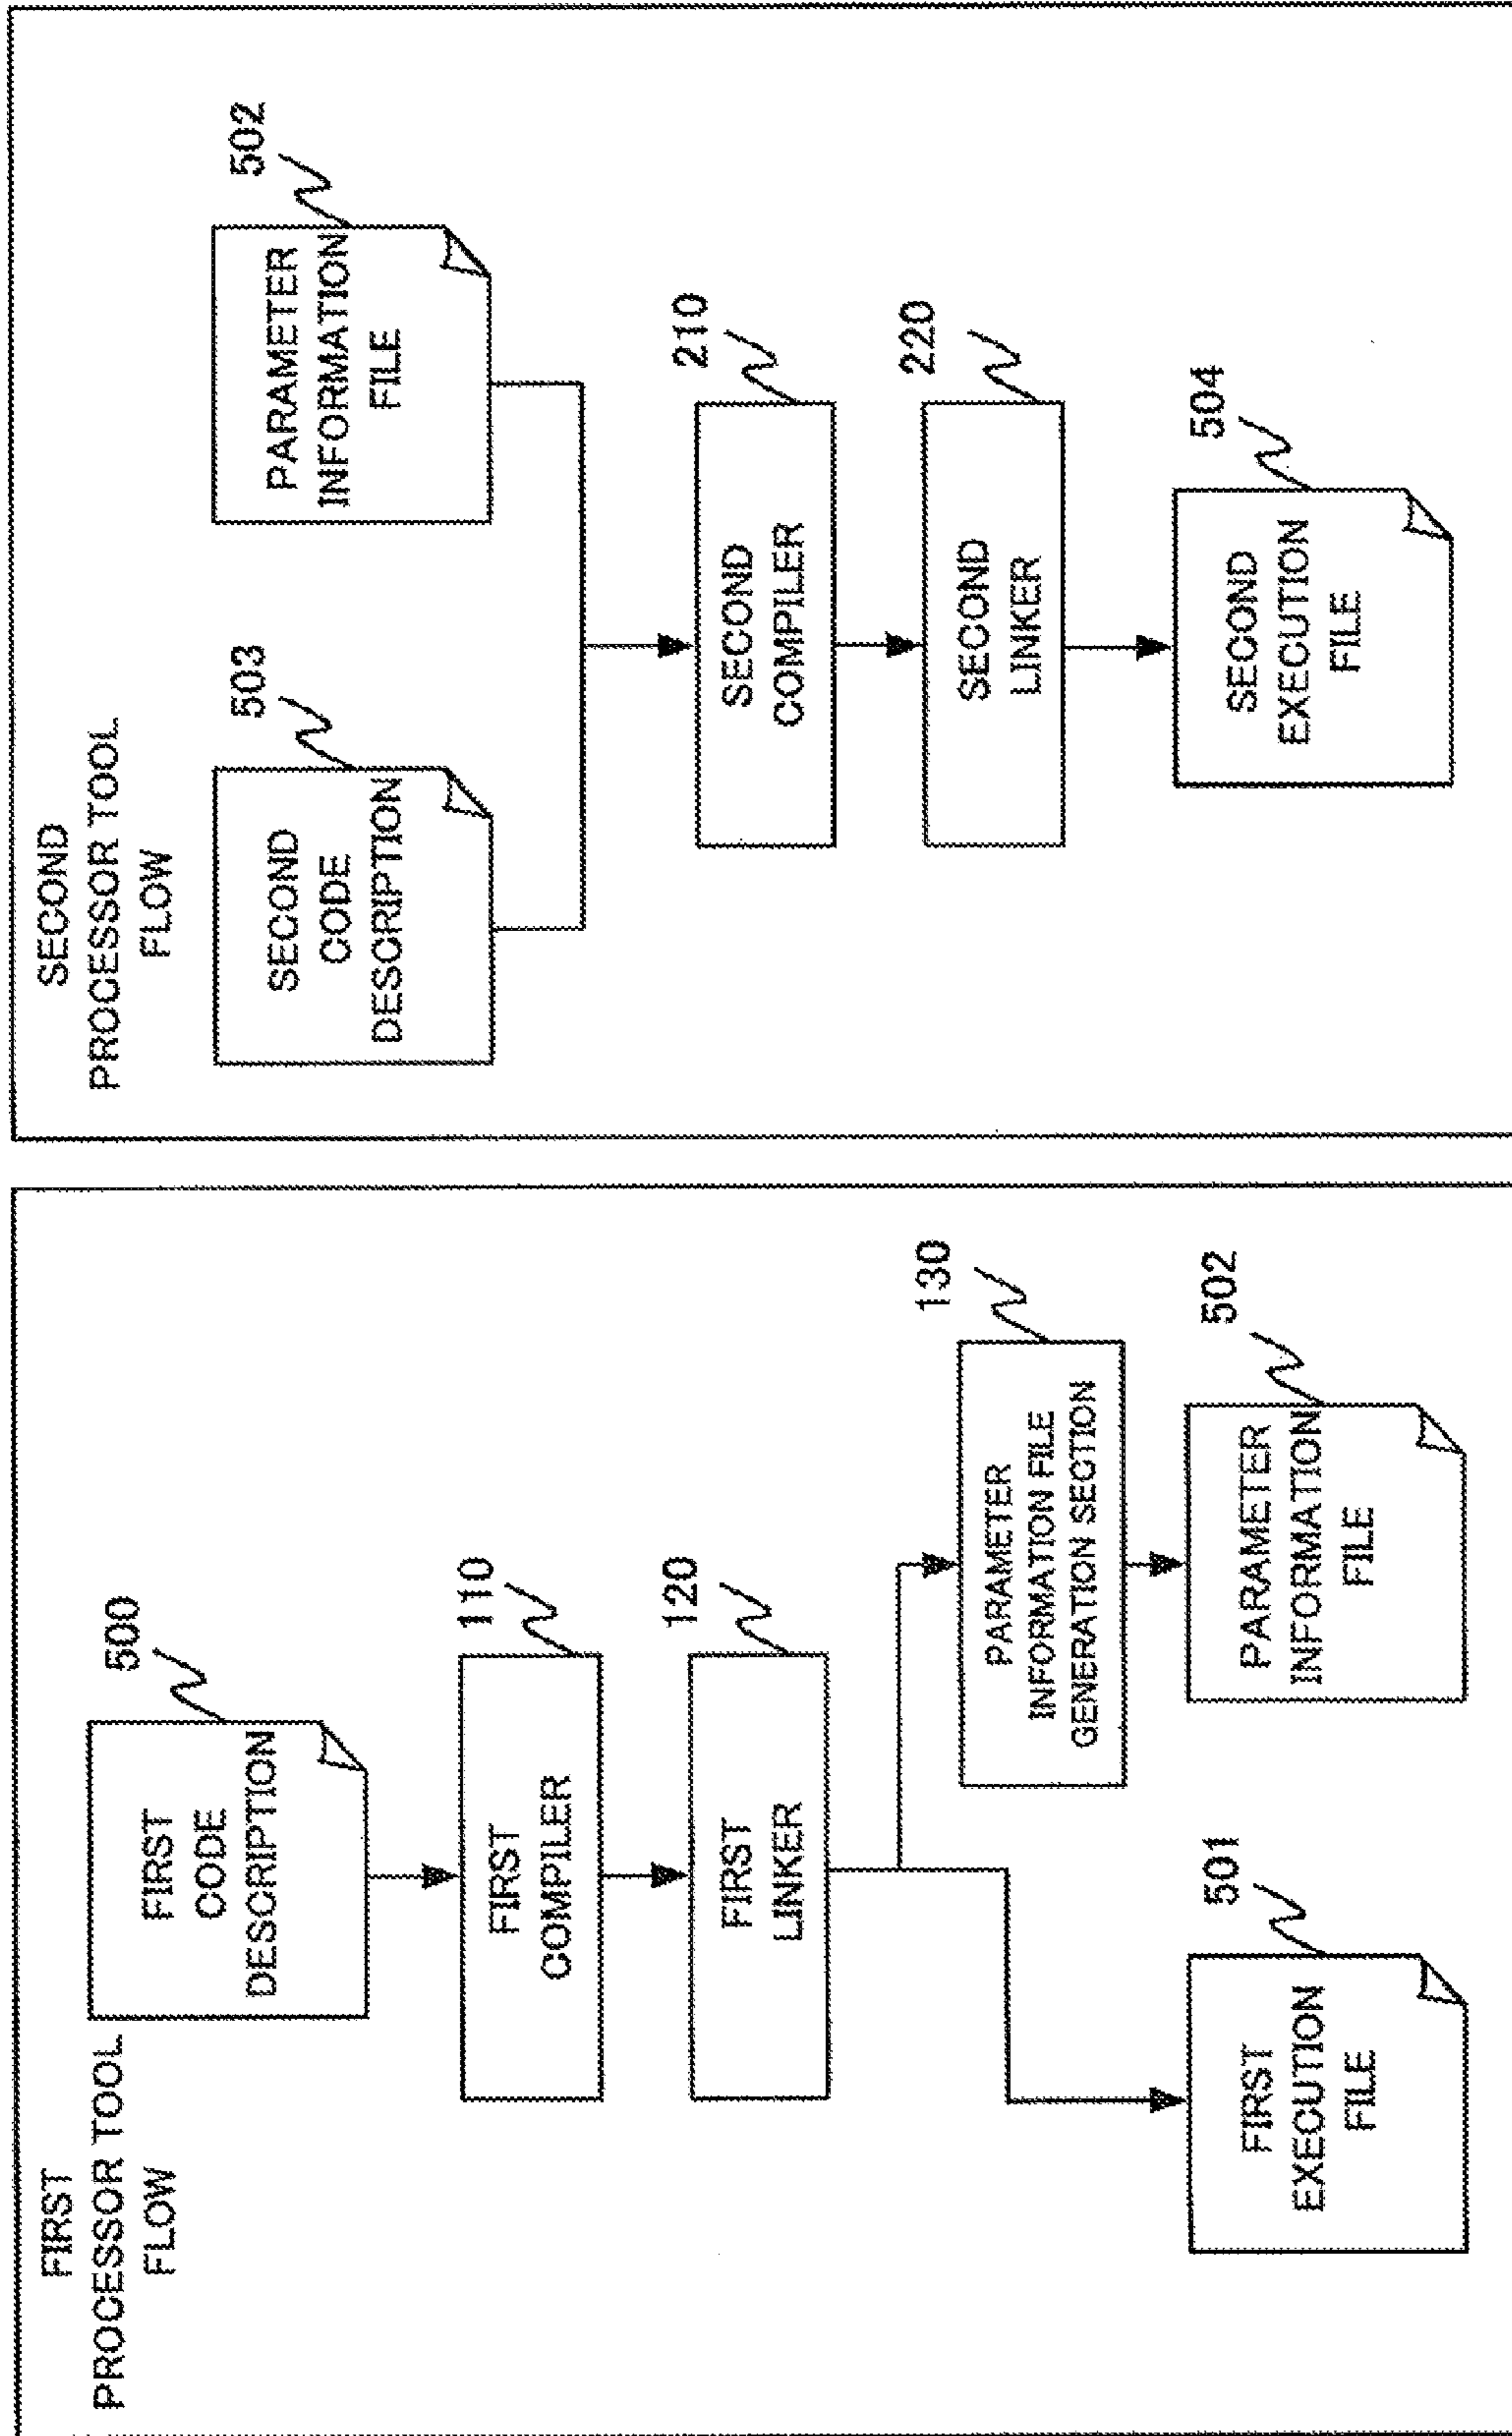 FIRST
PROCESSOR TOOL
FLOW
500
FIRST
CODE
DESCRIPTION
110
FIRST
COMPILER
120
FIRST
LINKER
130
PARAMETER
INFORMATION FILE
GENERATION SECTION
501
FIRST
EXECUTION
FILE
502
PARAMETER
INFORMATION
FILE
SECOND
PROCESSOR TOOL
FLOW
503
SECOND
CODE
DESCRIPTION
502
PARAMETER
INFORMATION
FILE
210
SECOND
COMPILER
220
SECOND
LINKER
504
SECOND
EXECUTION
FILE